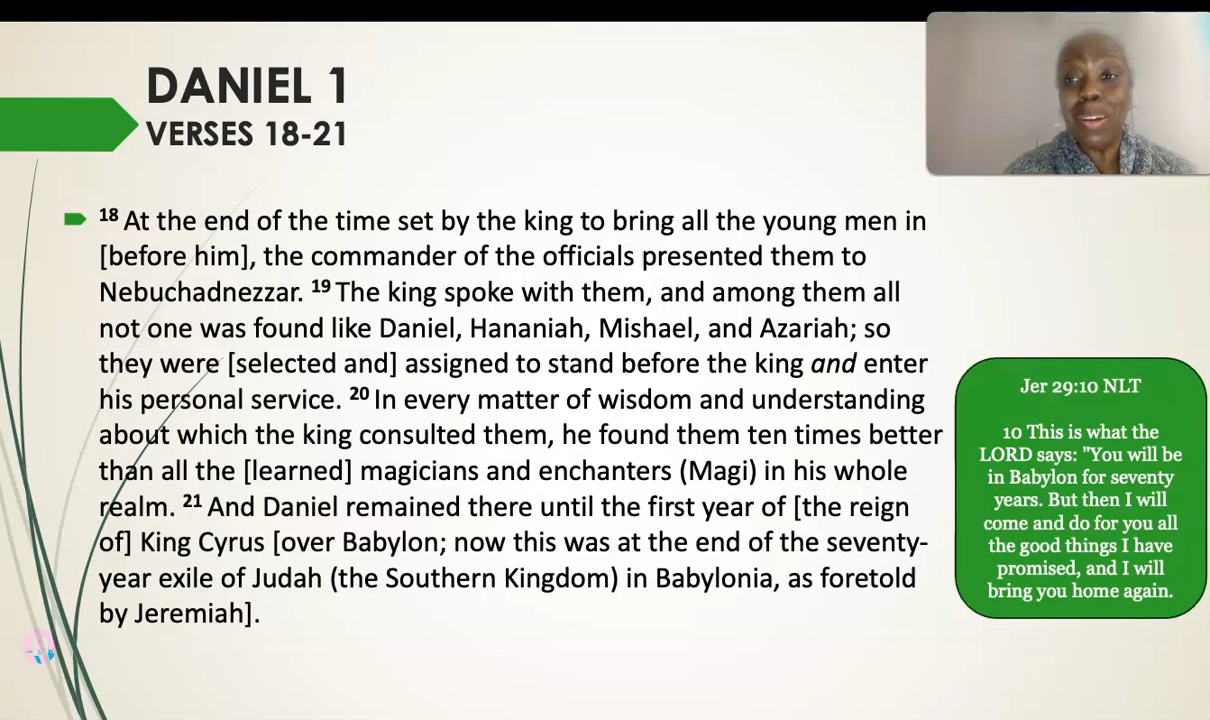 DANIEL 1
VERSES 18-21
18 At the end of the time set by the king to bring all the young men in
[before him], the commander of the officials presented them to
Nebuchadnezzar. 19 The king spoke with them, and among them all
not one was found like Daniel, Hananiah, Mishael, and Azariah; so
they were [selected and] assigned to stand before the king and enter
his personal service. 20 In every matter of wisdom and understanding
about which the king consulted them, he found them ten times better
than all the [learned] magicians and enchanters (Magi) in his whole
realm. 21 And Daniel remained there until the first year of [the reign
of] King Cyrus [over Babylon; now this was at the end of the seventy-
year exile of Judah (the Southern Kingdom) in Babylonia, as foretold
by Jeremiah].
Jer 29:10 NLT
10 This is what the
LORD says: "You will be
in Babylon for seventy
years. But then I will
come and do for you all
the good things I have
promised, and I will
bring you home again.